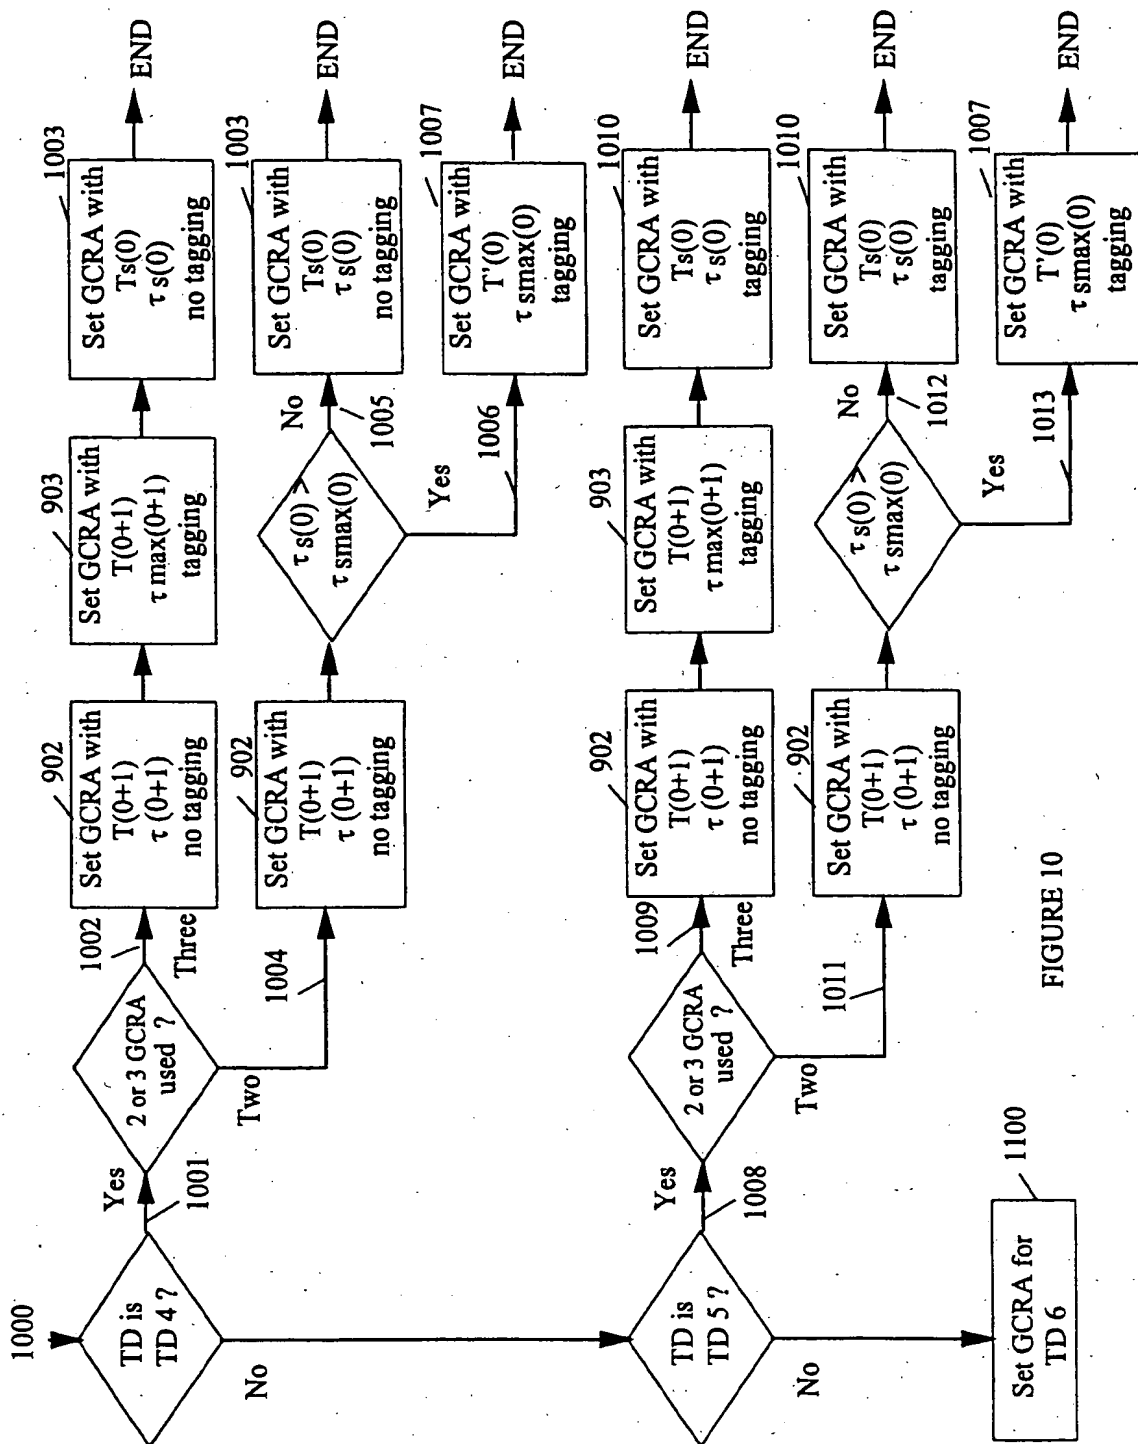 1000
TD is
TD 4 ?
Yes
1001
No
2 or 3 GCRA
used ?
1002
Three
Two
1004
902
Set GCRA with
T(0+1)
τ (0+1)
no tagging
903
Set GCRA with
T(0+1)
τ max(0+1)
tagging
1003
Set GCRA with
Ts(0)
τ s(0)
no tagging
END
902
Set GCRA with
T(0+1)
τ (0+1)
no tagging
τ s(0) >
τ smax(0)
No
1005
Yes
1006
1003
Set GCRA with
Ts(0)
τ s(0)
no tagging
END
1007
Set GCRA with
T'(0)
τ smax(0)
tagging
END
TD is
TD 5 ?
Yes
1008
No
2 or 3 GCRA
used ?
1009
Three
Two
1011
902
Set GCRA with
T(0+1)
τ (0+1)
no tagging
903
Set GCRA with
T(0+1)
τ max(0+1)
tagging
1010
Set GCRA with
Ts(0)
τ s(0)
tagging
END
902
Set GCRA with
T(0+1)
τ (0+1)
no tagging
τ s(0) >
τ smax(0)
No
1012
Yes
1013
1010
Set GCRA with
Ts(0)
τ s(0)
tagging
END
1007
Set GCRA with
T'(0)
τ smax(0)
tagging
END
1100
Set GCRA for
TD 6
FIGURE 10